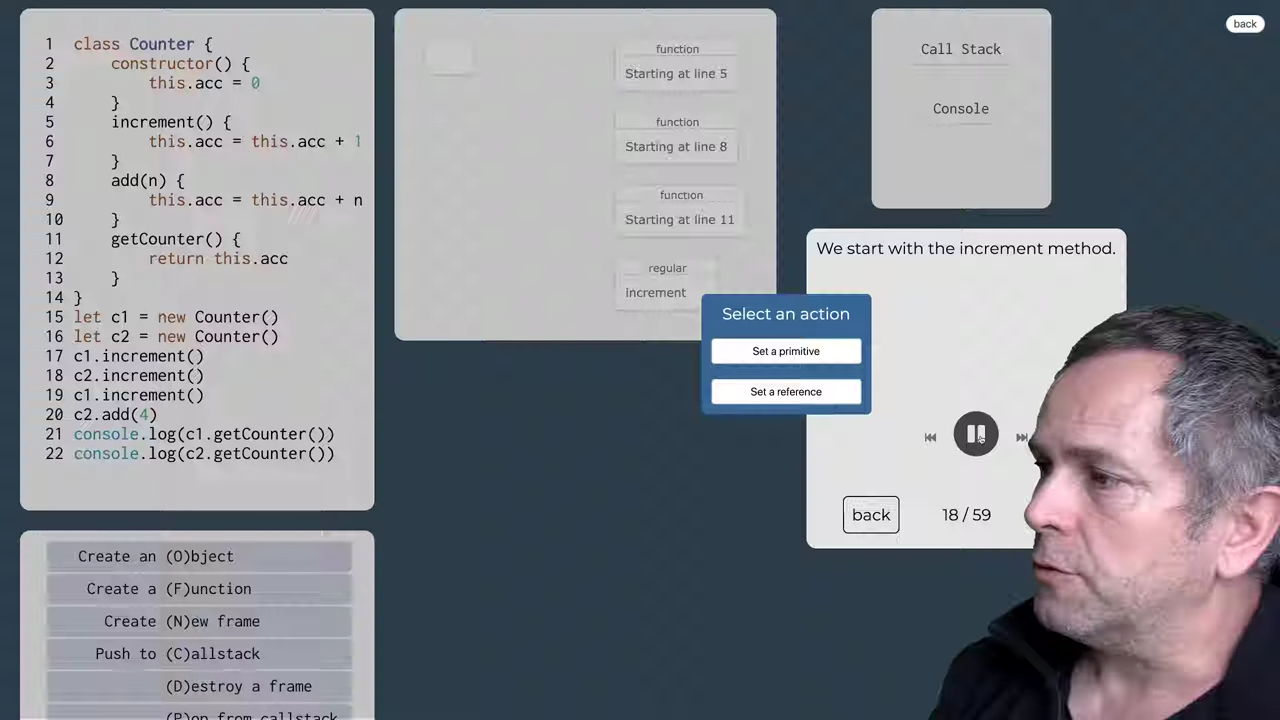 1 class Counter {
2 constructor() {
3 this.acc = 0
4 }
5 increment() {
6 this.acc = this.acc + 1
7 }
8 add(n) {
9 this.acc = this.acc + n
10 }
11 getCounter() {
12 return this.acc
13 }
14 }
15 let c1 = new Counter()
16 let c2 = new Counter()
17 c1.increment()
18 c2.increment()
19 c1.increment()
20 c2.add(4)
21 console.log(c1.getCounter())
22 console.log(c2.getCounter())
Create an (O)bject
Create a (F)unction
Create (N)ew frame
Push to (C)allstack
(D)estroy a frame
(P)op from callstack
function
Starting at line 5
function
Starting at line 8
function
Starting at line 11
regular
increment
Select an action
Set a primitive
Set a reference
Call Stack
Console
back
We start with the increment method.
back
18 / 59